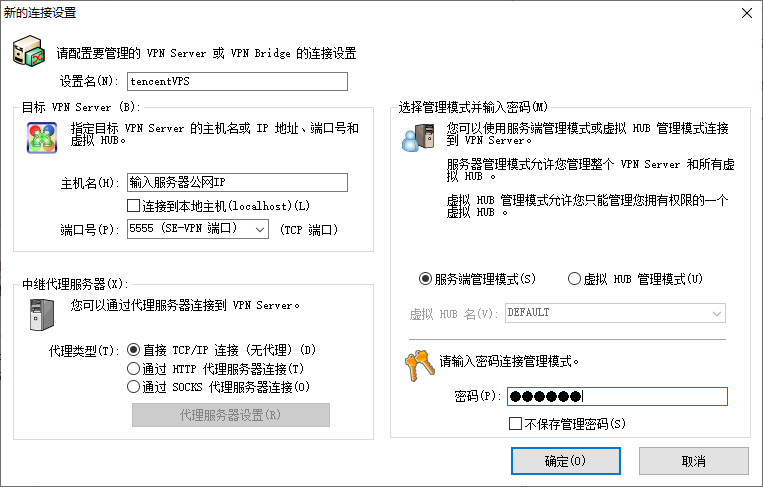 新的连接设置
请配置要管理的 VPN Server 或 VPN Bridge 的连接设置
设置名(N):
tencentVPS
目标 VPN Server (B):
指定目标 VPN Server 的主机名或 IP 地址、端口号和
虚拟 HUB。
主机名(H):
输入服务器公网IP
连接到本地主机(localhost)(L)
端口号(P):
5555 (SE-VPN 端口)
(TCP 端口)
中继代理服务器(X):
您可以通过代理服务器连接到 VPN Server。
代理类型(T):
直接 TCP/IP 连接 (无代理) (D)
通过 HTTP 代理服务器连接(T)
通过 SOCKS 代理服务器连接(O)
代理服务器设置(R)
选择管理模式并输入密码(M)
您可以使用服务端管理模式或虚拟 HUB 管理模式连接
到 VPN Server。
服务器管理模式允许您管理整个 VPN Server 和所有虚
拟 HUB 。
虚拟 HUB 管理模式允许您只能管理您拥有权限的一个
虚拟 HUB 。
服务端管理模式(S)
虚拟 HUB 管理模式(U)
虚拟 HUB 名(V):
DEFAULT
请输入密码连接管理模式。
密码(P):
●●●●●●
不保存管理密码(S)
确定(O)
取消